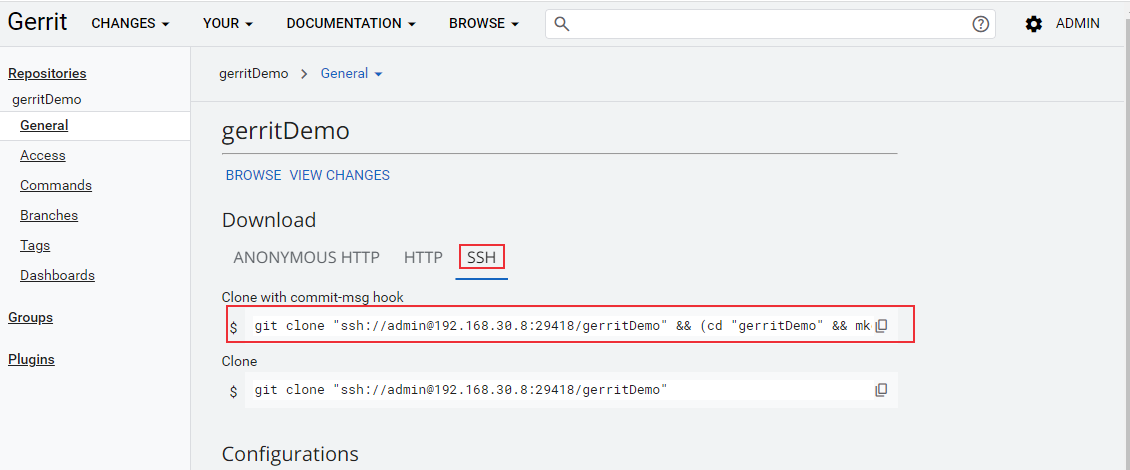 Gerrit CHANGES YOUR DOCUMENTATION BROWSE ADMIN
Repositories
gerritDemo
General
Access
Commands
Branches
Tags
Dashboards
Groups
Plugins
gerritDemo General
gerritDemo
BROWSE VIEW CHANGES
Download
ANONYMOUS HTTP HTTP SSH
Clone with commit-msg hook
$ git clone "ssh://admin@192.168.30.8:29418/gerritDemo" && (cd "gerritDemo" && mk
Clone
$ git clone "ssh://admin@192.168.30.8:29418/gerritDemo"
Configurations